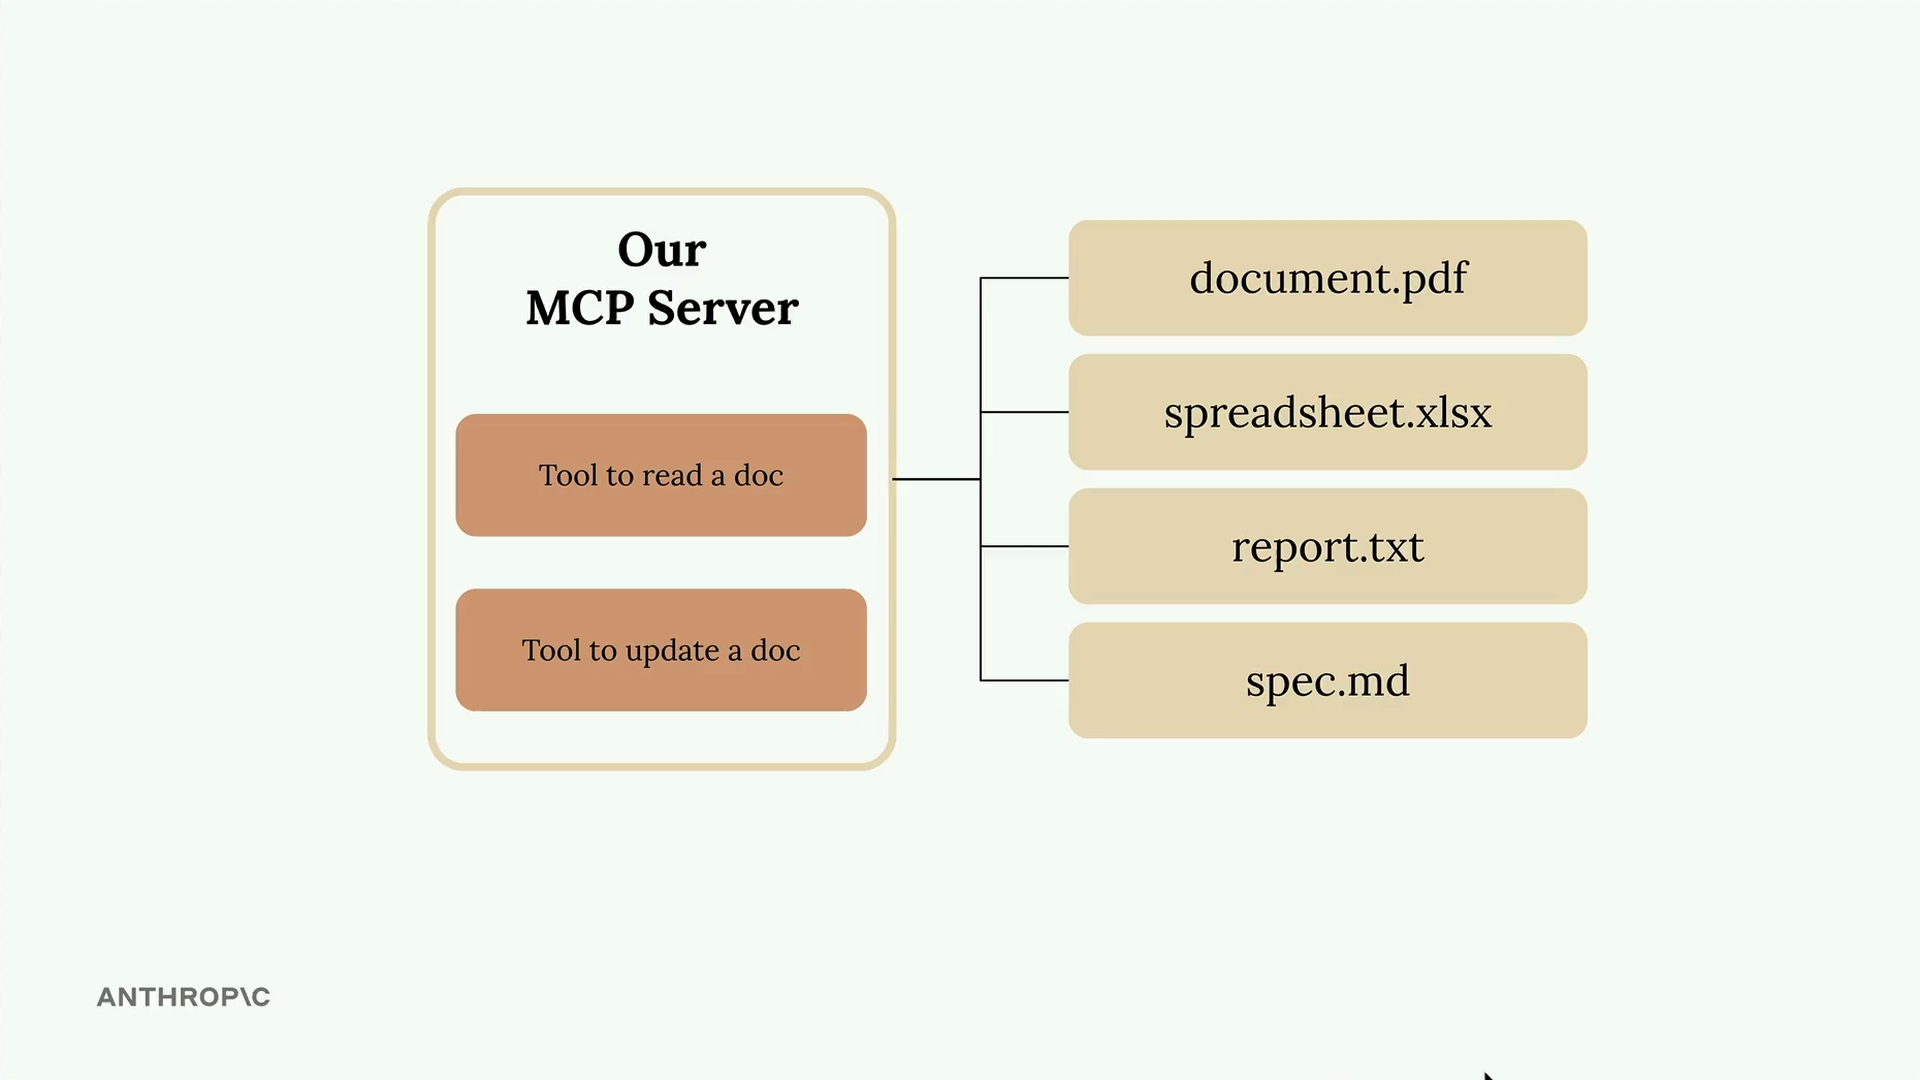 Our
MCP Server
Tool to read a doc
Tool to update a doc
document.pdf
spreadsheet.xlsx
report.txt
spec.md
ANTHROP\C